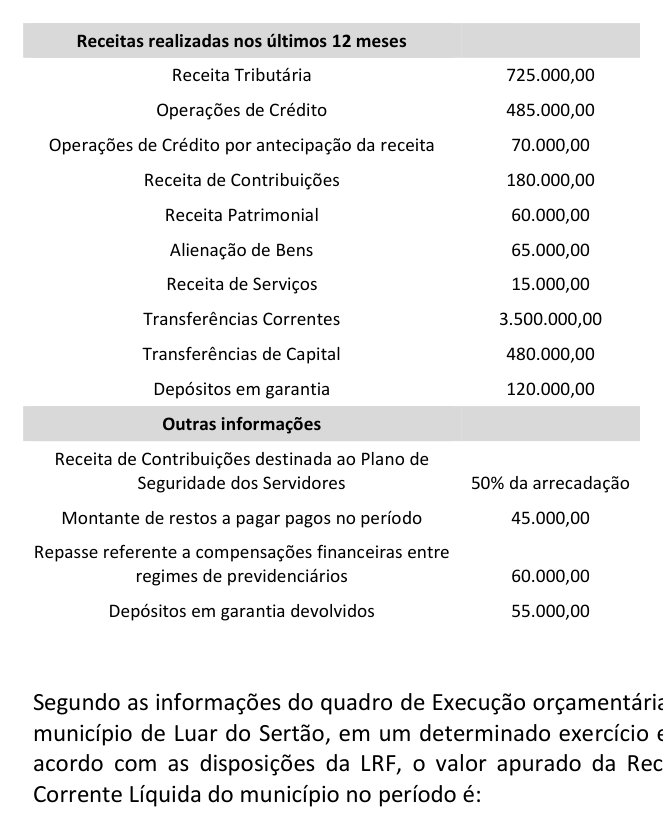 Receitas realizadas nos últimos 12 meses
Receita Tributária 725.000,00
Operações de Crédito 485.000,00
Operações de Crédito por antecipação da receita 70.000,00
Receita de Contribuições 180.000,00
Receita Patrimonial 60.000,00
Alienação de Bens 65.000,00
Receita de Serviços 15.000,00
Transferências Correntes 3.500.000,00
Transferências de Capital 480.000,00
Depósitos em garantia 120.000,00
Outras informações
Receita de Contribuições destinada ao Plano de
Seguridade dos Servidores 50% da arrecadação
Montante de restos a pagar pagos no período 45.000,00
Repasse referente a compensações financeiras entre
regimes de previdenciários 60.000,00
Depósitos em garantia devolvidos 55.000,00
Segundo as informações do quadro de Execução orçamentária
município de Luar do Sertão, em um determinado exercício e
acordo com as disposições da LRF, o valor apurado da Rec
Corrente Líquida do município no período é: